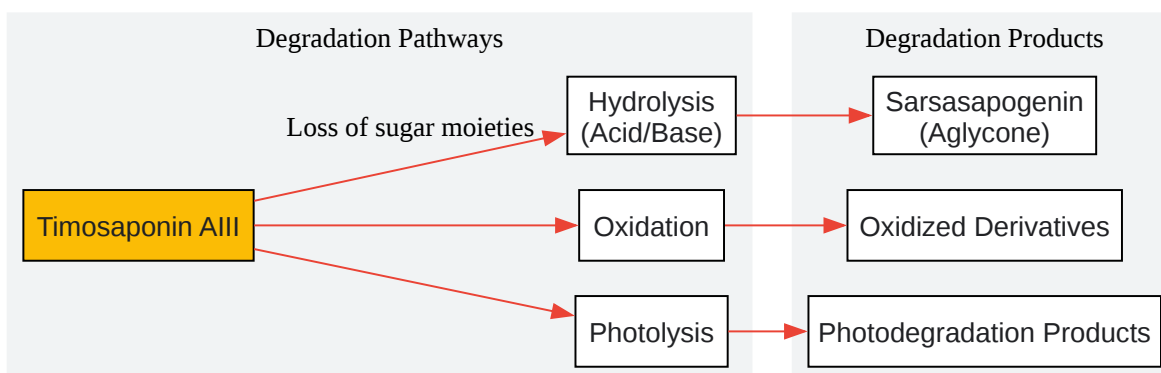 Degradation Pathways
Degradation Products
Loss of sugar moieties
Hydrolysis
(Acid/Base)
Sarsasapogenin
(Aglycone)
Timosaponin AIII
Oxidation
Oxidized Derivatives
Photolysis
Photodegradation Products